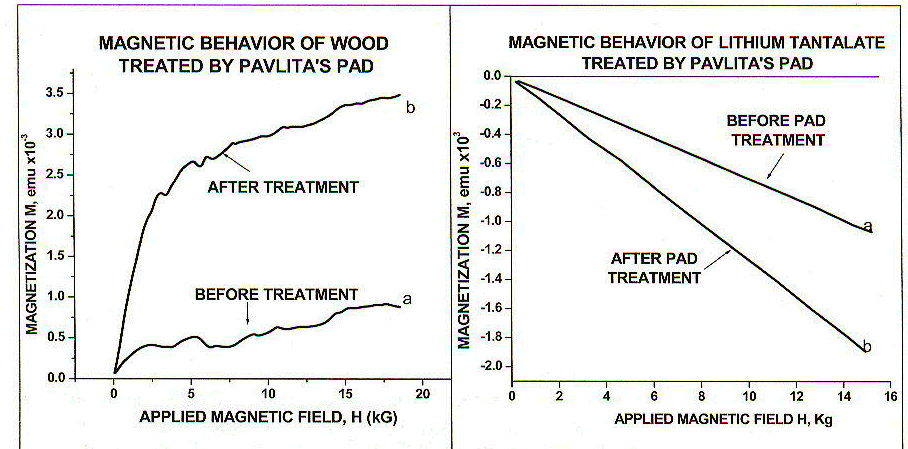 MAGNETIC BEHAVIOR OF WOOD
TREATED BY PAVLITA'S PAD
MAGNETIZATION M, emu x10⁻³
3.5
3.0
2.5
2.0
1.5
1.0
0.5
0.0
b
AFTER TREATMENT
BEFORE TREATMENT
a
0
5
10
15
20
APPLIED MAGNETIC FIELD, H (kG)
MAGNETIC BEHAVIOR OF LITHIUM TANTALATE
TREATED BY PAVLITA'S PAD
MAGNETIZATION M, emu x10³
0.0
-0.2
-0.4
-0.6
-0.8
-1.0
-1.2
-1.4
-1.6
-1.8
-2.0
BEFORE PAD
TREATMENT
a
AFTER PAD
TREATMENT
b
0
2
4
6
8
10
12
14
16
APPLIED MAGNETIC FIELD H, Kg